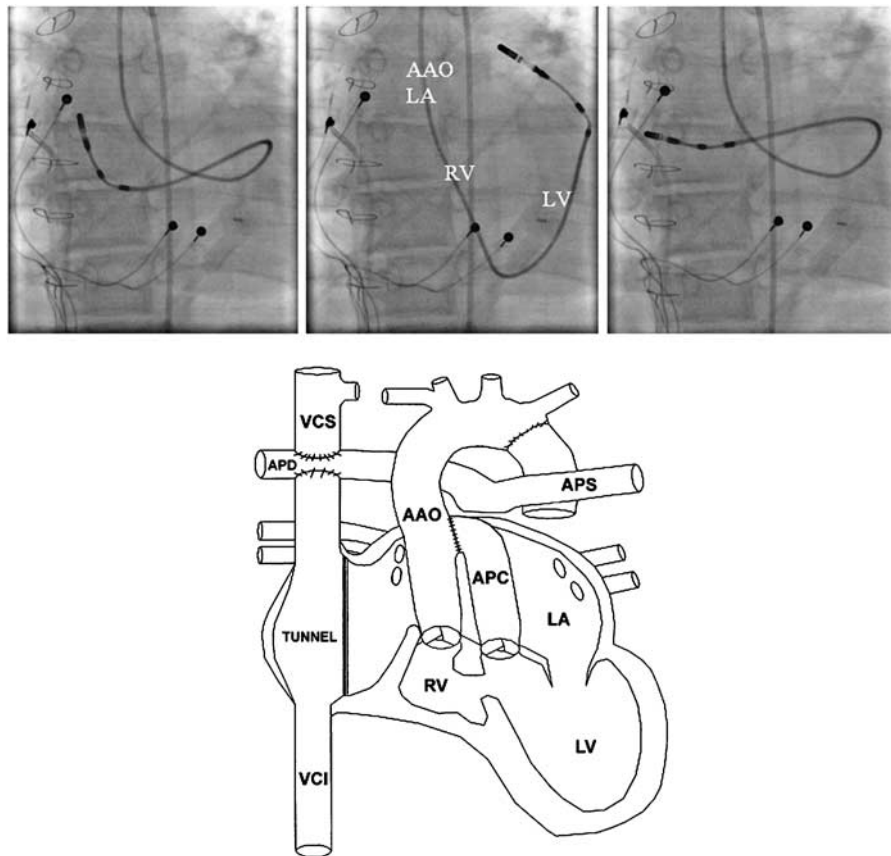 AAO
LA
RV
LV
VCS
APD
APS
AAO
APC
LA
TUNNEL
RV
LV
VCI